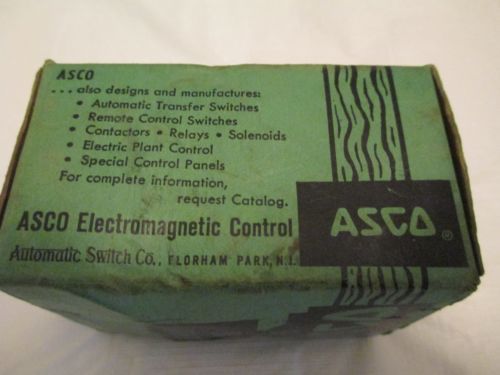 ASCO
... also designs and manufactures:
• Automatic Transfer Switches
• Remote Control Switches
• Contactors • Relays • Solenoids
• Electric Plant Control
• Special Control Panels
For complete information,
request Catalog.
ASCO Electromagnetic Control
Automatic Switch Co., FLORHAM PARK, N.J.
ASCO®